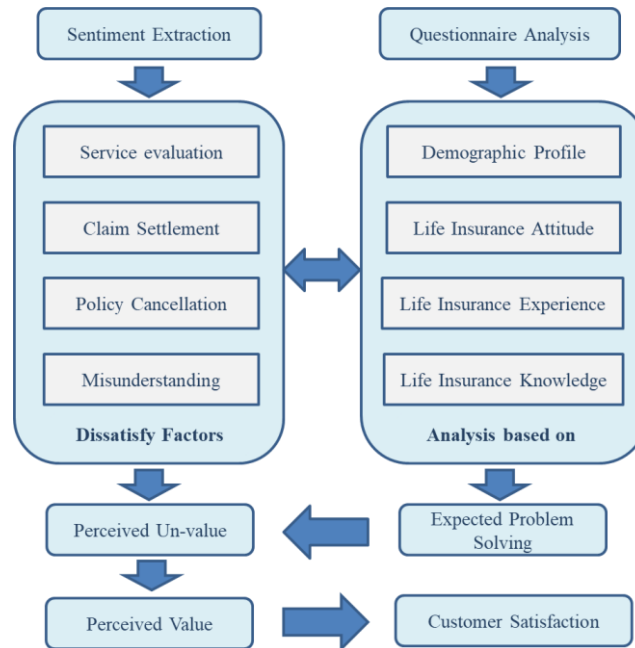 Sentiment Extraction
Questionnaire Analysis
Service evaluation
Claim Settlement
Policy Cancellation
Misunderstanding
Dissatisfy Factors
Demographic Profile
Life Insurance Attitude
Life Insurance Experience
Life Insurance Knowledge
Analysis based on
Perceived Un-value
Expected Problem
Solving
Perceived Value
Customer Satisfaction